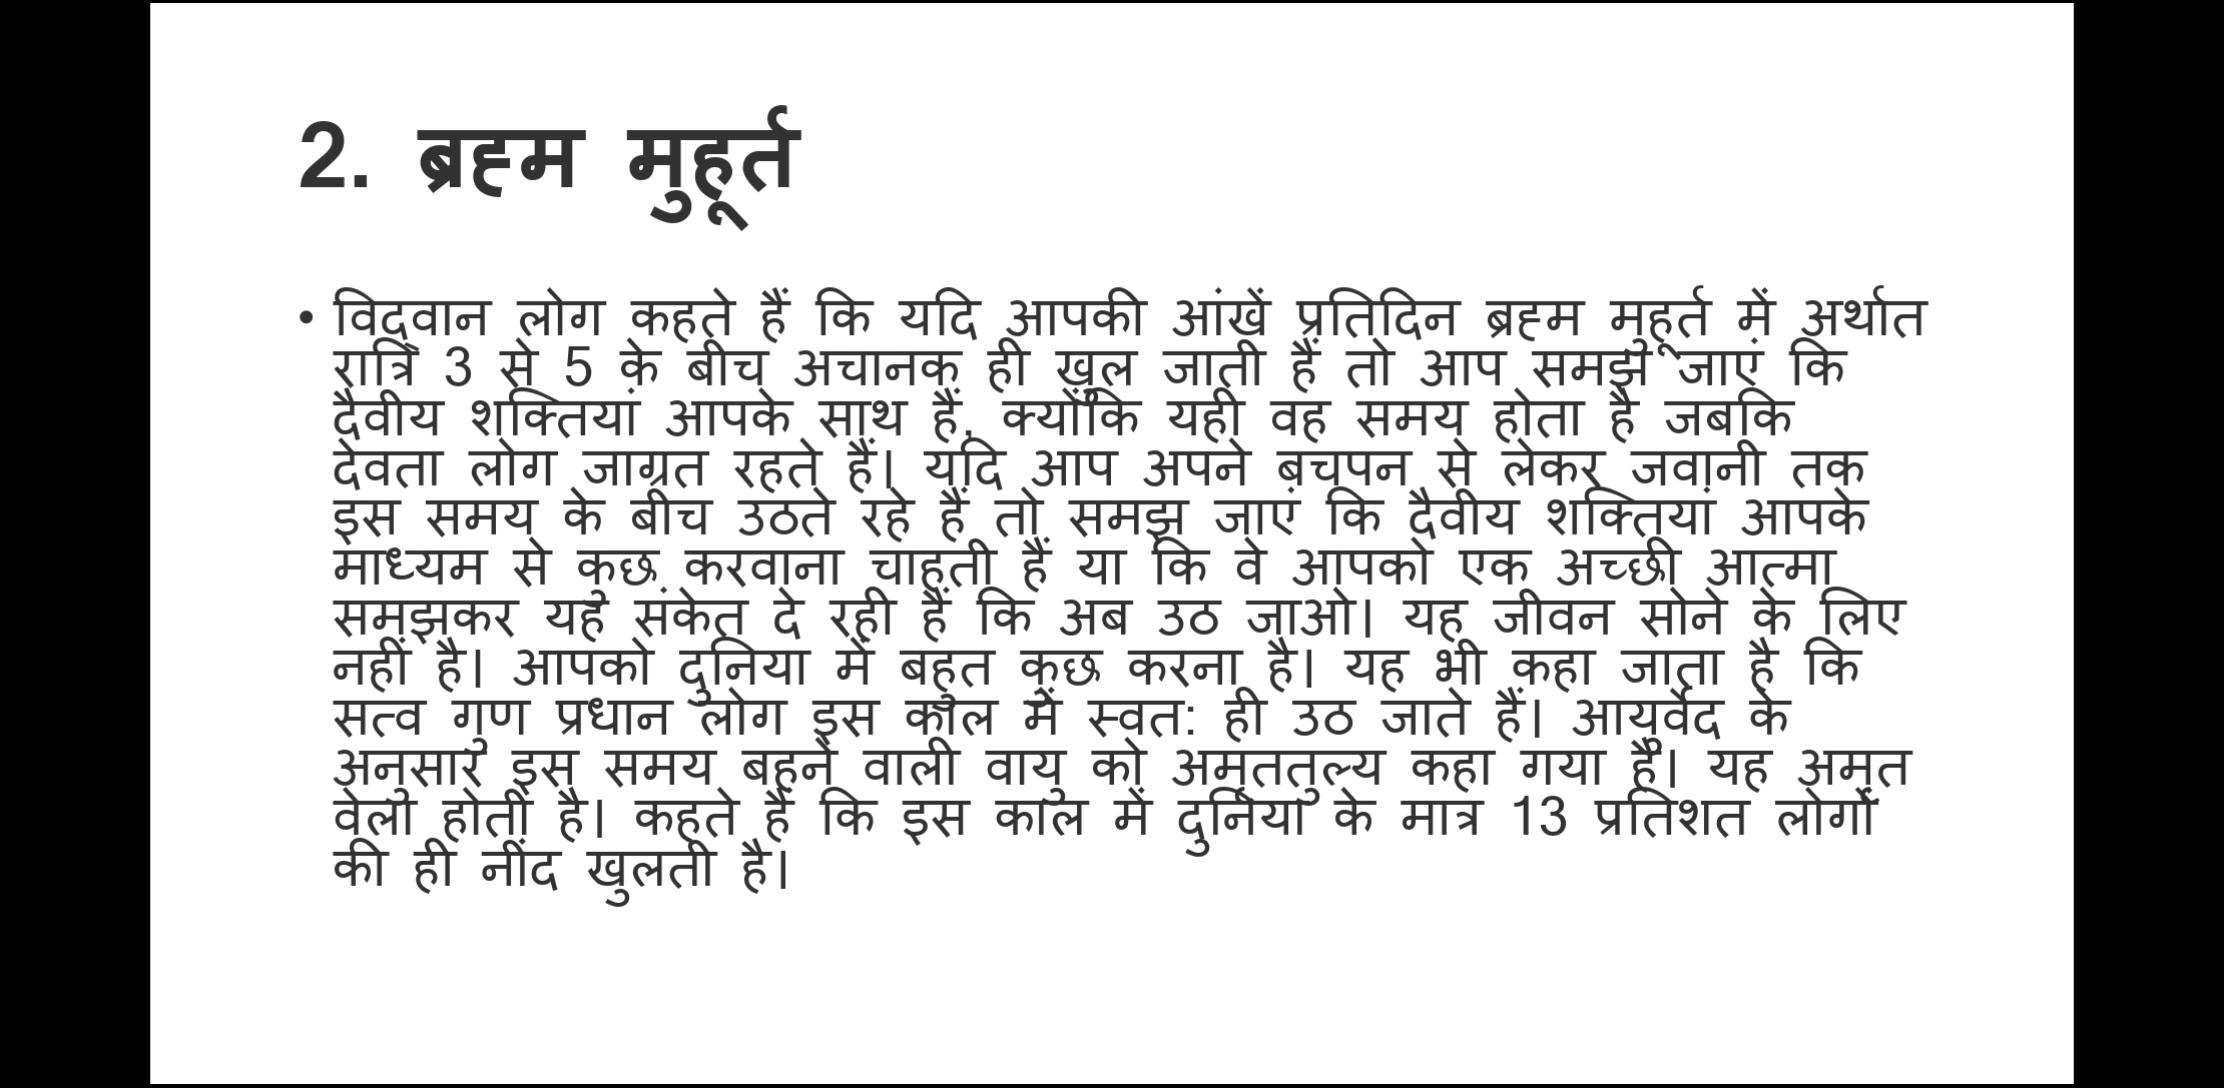 2. ब्रह्म मुहूर्त
• विद्वान लोग कहते हैं कि यदि आपकी आंखें प्रतिदिन ब्रह्म मुहूर्त में अर्थात
रात्रि 3 से 5 के बीच अचानक ही खुल जाती हैं तो आप समझ जाएं कि
दैवीय शक्तियां आपके साथ हैं, क्योंकि यही वह समय होता है जबकि
देवता लोग जाग्रत रहते हैं। यदि आप अपने बचपन से लेकर जवानी तक
इस समय के बीच उठते रहे हैं तो समझ जाएं कि दैवीय शक्तियां आपके
माध्यम से कुछ करवाना चाहती हैं या कि वे आपको एक अच्छी आत्मा
समझकर यह संकेत दे रही हैं कि अब उठ जाओ। यह जीवन सोने के लिए
नहीं है। आपको दुनिया में बहुत कुछ करना है। यह भी कहा जाता है कि
सत्व गुण प्रधान लोग इस काल में स्वत: ही उठ जाते हैं। आयुर्वेद के
अनुसार इस समय बहने वाली वायु को अमृततुल्य कहा गया है। यह अमृत
वेला होती है। कहते हैं कि इस काल में दुनिया के मात्र 13 प्रतिशत लोगों
की ही नींद खुलती है।